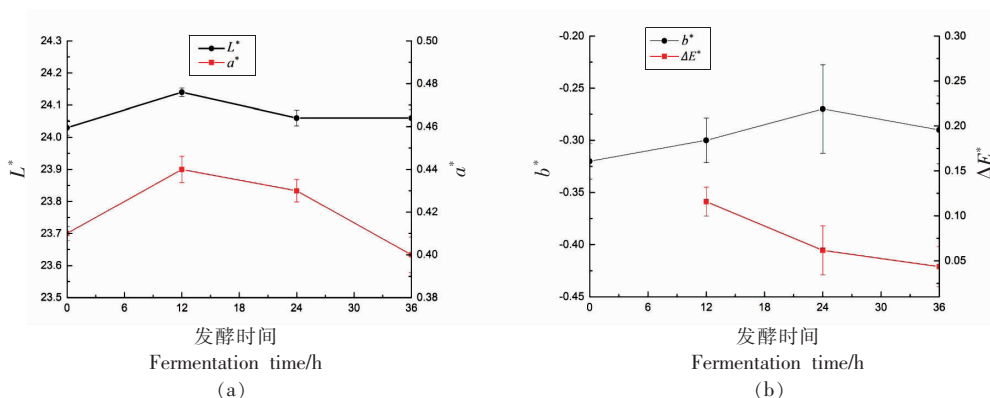 24.3
24.2
24.1
24.0
23.9
23.8
23.7
23.6
23.5
L*
L*
a*
0.50
0.48
0.46
0.44
0.42
0.40
0.38
a*
0 6 12 18 24 30 36
发酵时间
Fermentation time/h
(a)
-0.20
-0.25
-0.30
-0.35
-0.40
-0.45
b*
b*
ΔE*
0.30
0.25
0.20
0.15
0.10
0.05
ΔE*
0 6 12 18 24 30 36
发酵时间
Fermentation time/h
(b)